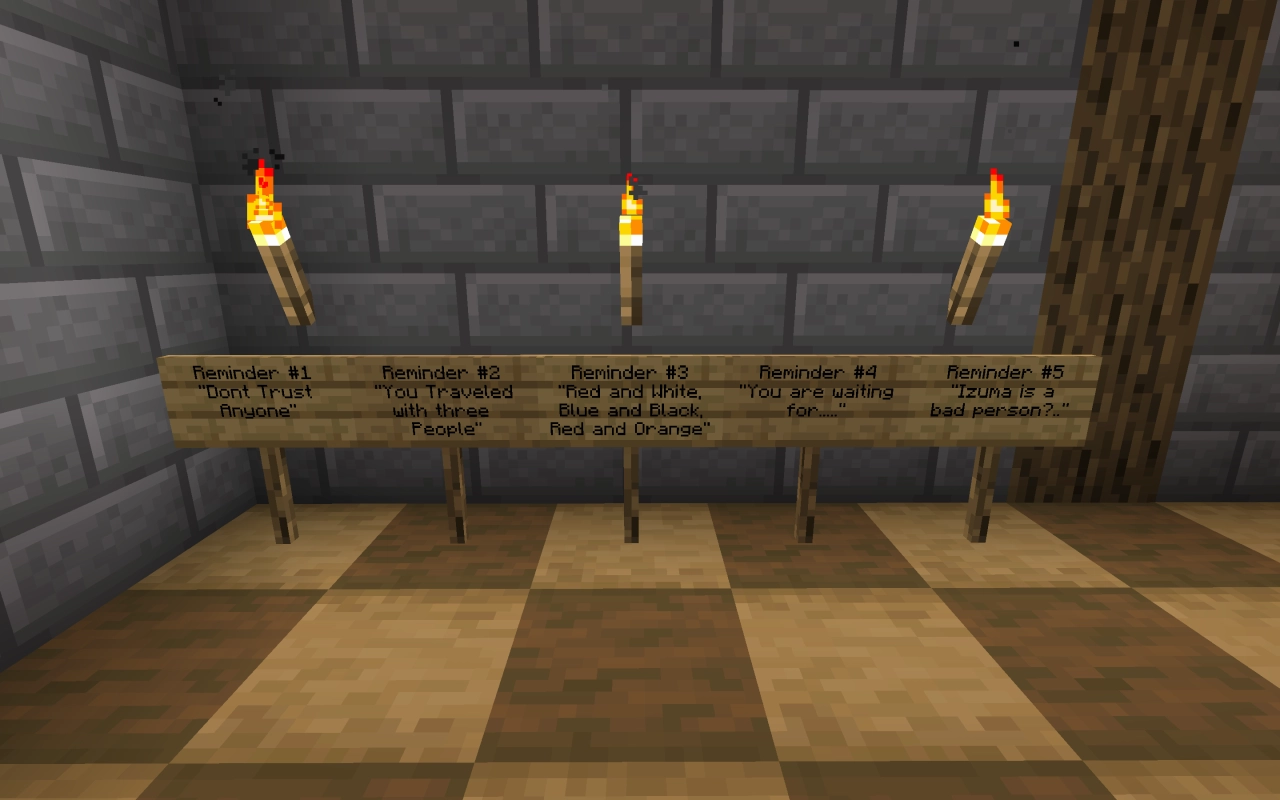 Reminder #1
"Dont Trust
Anyone"
Reminder #2
"You Traveled
with three
People"
Reminder #3
"Red and White,
Blue and Black,
Red and Orange"
Reminder #4
"You are waiting
for....."
Reminder #5
"Izuma is a
bad person?.."